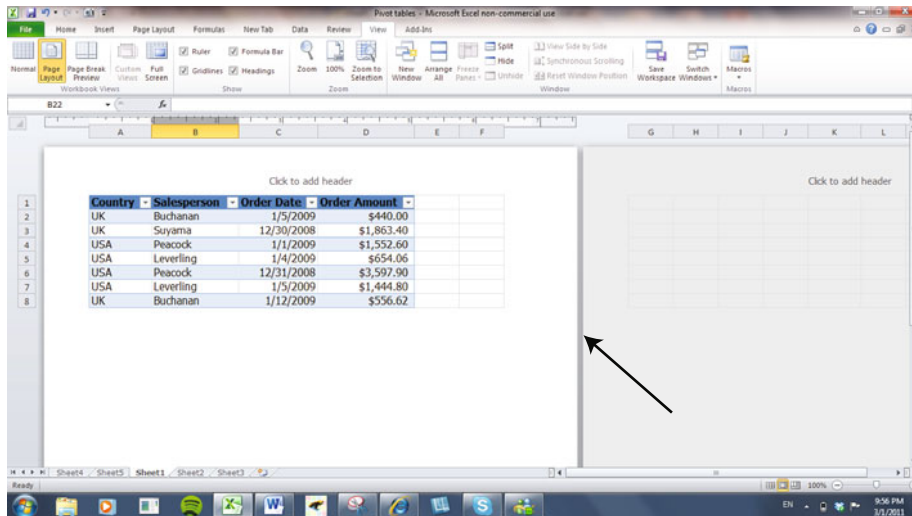 Pivot tables - Microsoft Excel non-commercial use
File Home Insert Page Layout Formulas New Tab Data Review View Add-Ins
Normal Page Layout Page Break Preview Custom Views Full Screen Ruler Formula Bar Gridlines Headings Zoom 100% Zoom to Selection New Window Arrange All Freeze Panes Split Hide Unhide View Side by Side Synchronous Scrolling Reset Window Position Save Workspace Switch Windows Macros
Workbook Views Show Zoom Window Macros
B22 fx
A B C D E F G H I J K L
Click to add header Click to add header
1 Country Salesperson Order Date Order Amount
2 UK Buchanan 1/5/2009 $440.00
3 UK Suyama 12/30/2008 $1,863.40
4 USA Peacock 1/1/2009 $1,552.60
5 USA Leverling 1/4/2009 $654.06
6 USA Peacock 12/31/2008 $3,597.90
7 USA Leverling 1/5/2009 $1,444.80
8 UK Buchanan 1/12/2009 $556.62
Sheet4 Sheet5 Sheet1 Sheet2 Sheet3
Ready 100%
EN 9:56 PM
3/1/2011